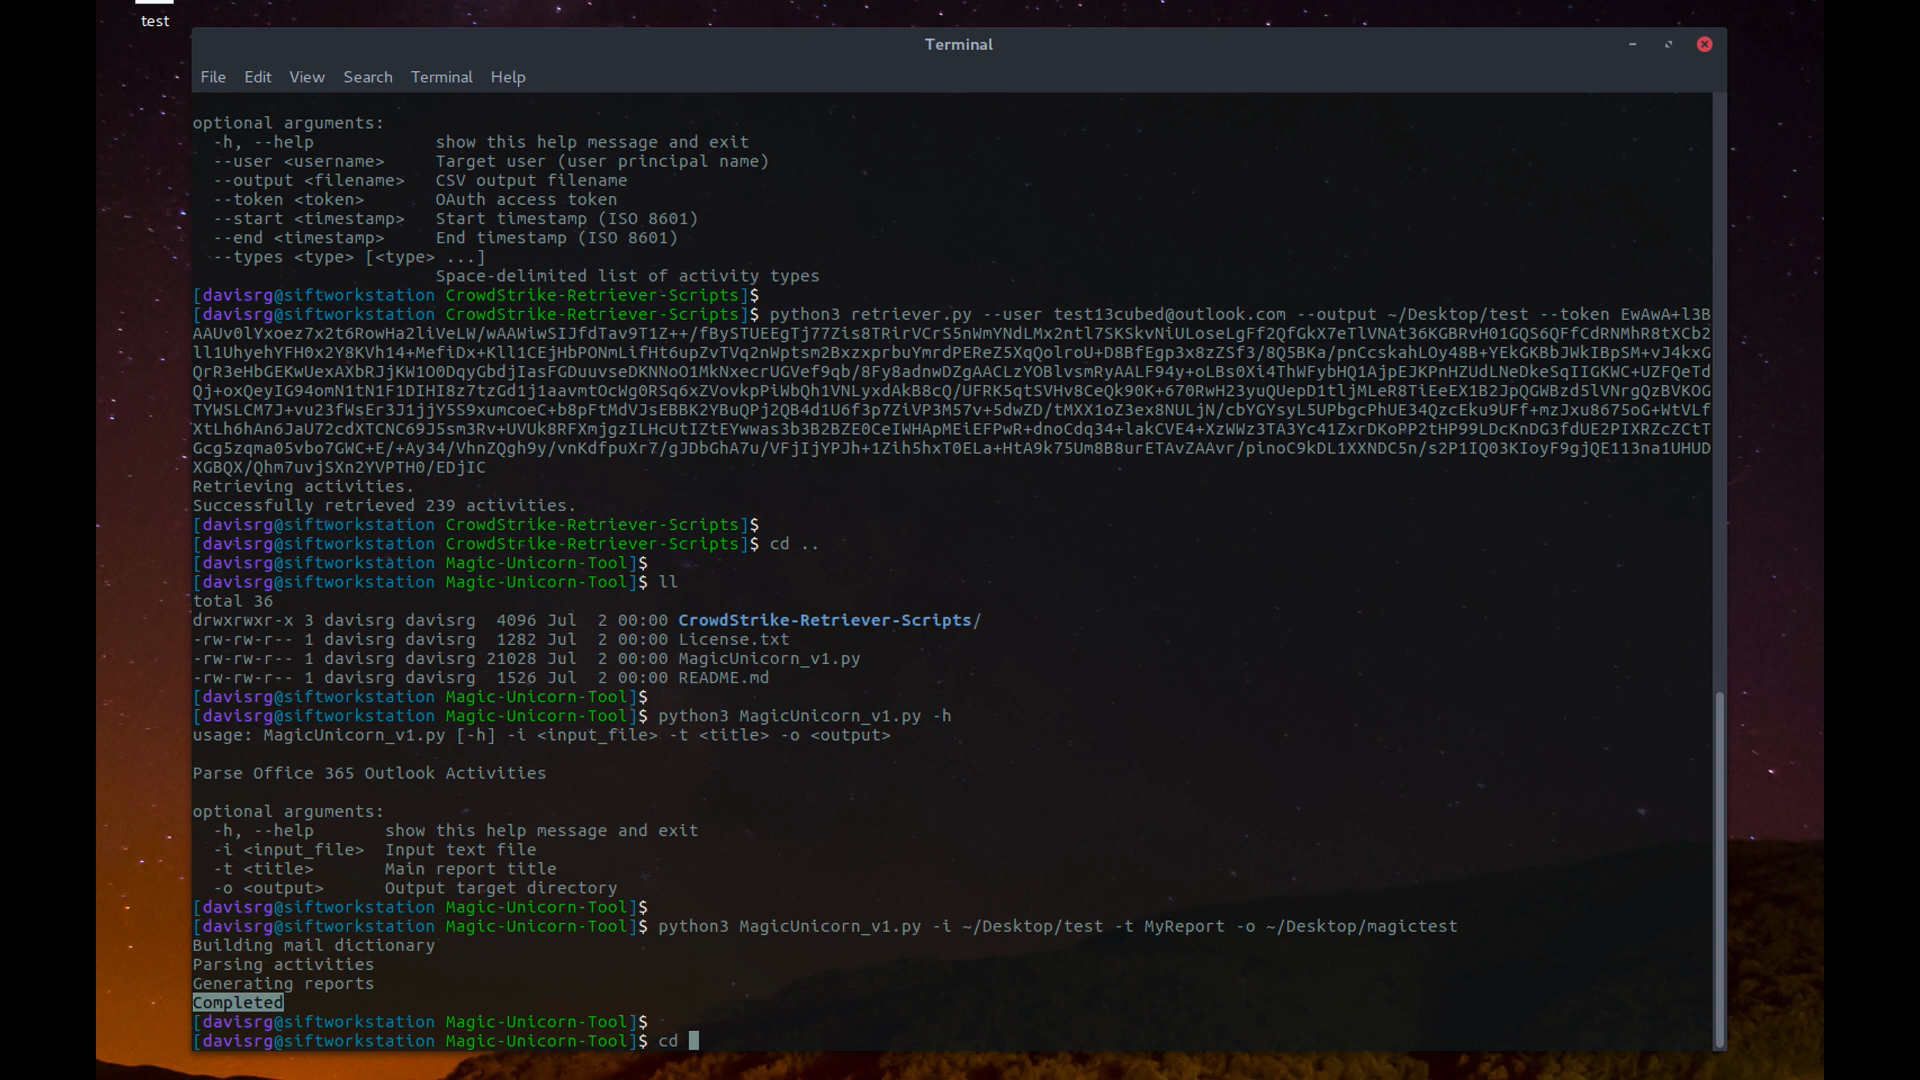 test
Terminal
File Edit View Search Terminal Help
optional arguments:
-h, --help show this help message and exit
--user <username> Target user (user principal name)
--output <filename> CSV output filename
--token <token> OAuth access token
--start <timestamp> Start timestamp (ISO 8601)
--end <timestamp> End timestamp (ISO 8601)
--types <type> [<type> ...]
Space-delimited list of activity types
[davisrg@siftworkstation CrowdStrike-Retriever-Scripts]$
[davisrg@siftworkstation CrowdStrike-Retriever-Scripts]$ python3 retriever.py --user test13cubed@outlook.com --output ~/Desktop/test --token
Retrieving activities.
Successfully retrieved 239 activities.
[davisrg@siftworkstation CrowdStrike-Retriever-Scripts]$
[davisrg@siftworkstation CrowdStrike-Retriever-Scripts]$ cd ..
[davisrg@siftworkstation Magic-Unicorn-Tool]$
[davisrg@siftworkstation Magic-Unicorn-Tool]$ ll
total 36
drwxrwxr-x 3 davisrg davisrg 4096 Jul 2 00:00 CrowdStrike-Retriever-Scripts/
-rw-rw-r-- 1 davisrg davisrg 1282 Jul 2 00:00 License.txt
-rw-rw-r-- 1 davisrg davisrg 21028 Jul 2 00:00 MagicUnicorn_v1.py
-rw-rw-r-- 1 davisrg davisrg 1526 Jul 2 00:00 README.md
[davisrg@siftworkstation Magic-Unicorn-Tool]$
[davisrg@siftworkstation Magic-Unicorn-Tool]$ python3 MagicUnicorn_v1.py -h
usage: MagicUnicorn_v1.py [-h] -i <input_file> -t <title> -o <output>
Parse Office 365 Outlook Activities
optional arguments:
-h, --help show this help message and exit
-i <input_file> Input text file
-t <title> Main report title
-o <output> Output target directory
[davisrg@siftworkstation Magic-Unicorn-Tool]$
[davisrg@siftworkstation Magic-Unicorn-Tool]$ python3 MagicUnicorn_v1.py -i ~/Desktop/test -t MyReport -o ~/Desktop/magictest
Building mail dictionary
Parsing activities
Generating reports
Completed
[davisrg@siftworkstation Magic-Unicorn-Tool]$
[davisrg@siftworkstation Magic-Unicorn-Tool]$ cd